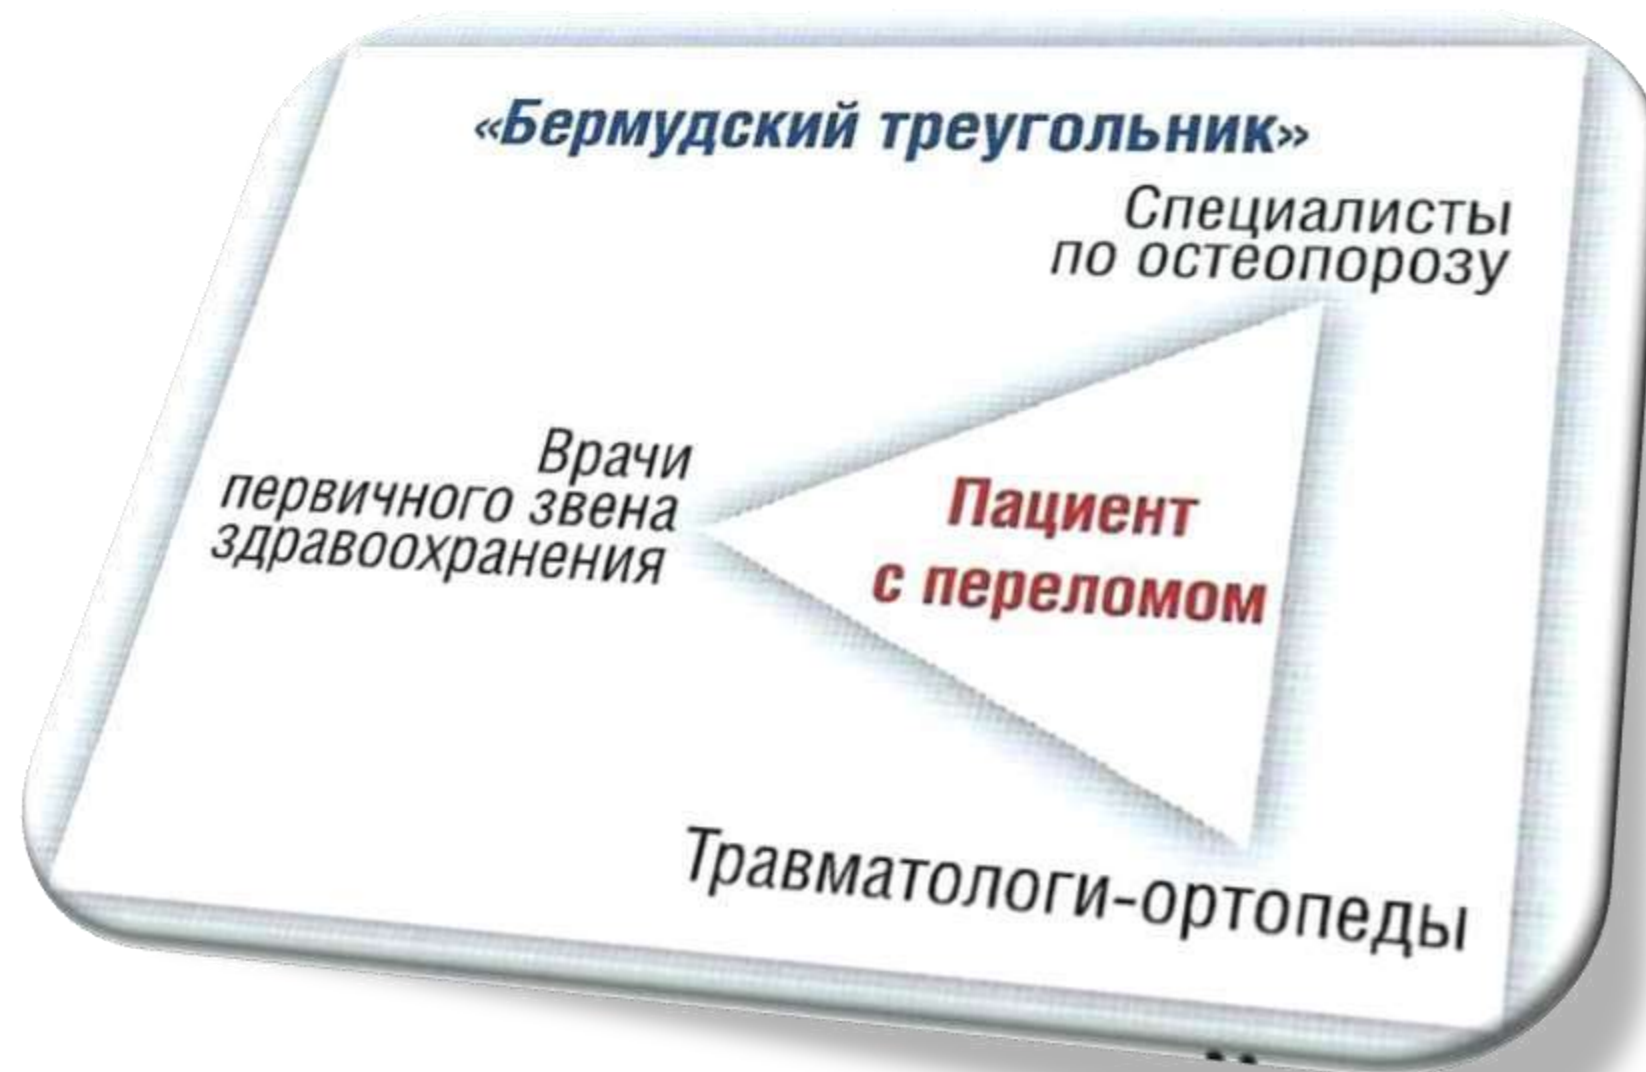 «Бермудский треугольник»
Специалисты
по остеопорозу
Врачи
первичного звена
здравоохранения
Пациент
с переломом
Травматологи-ортопеды